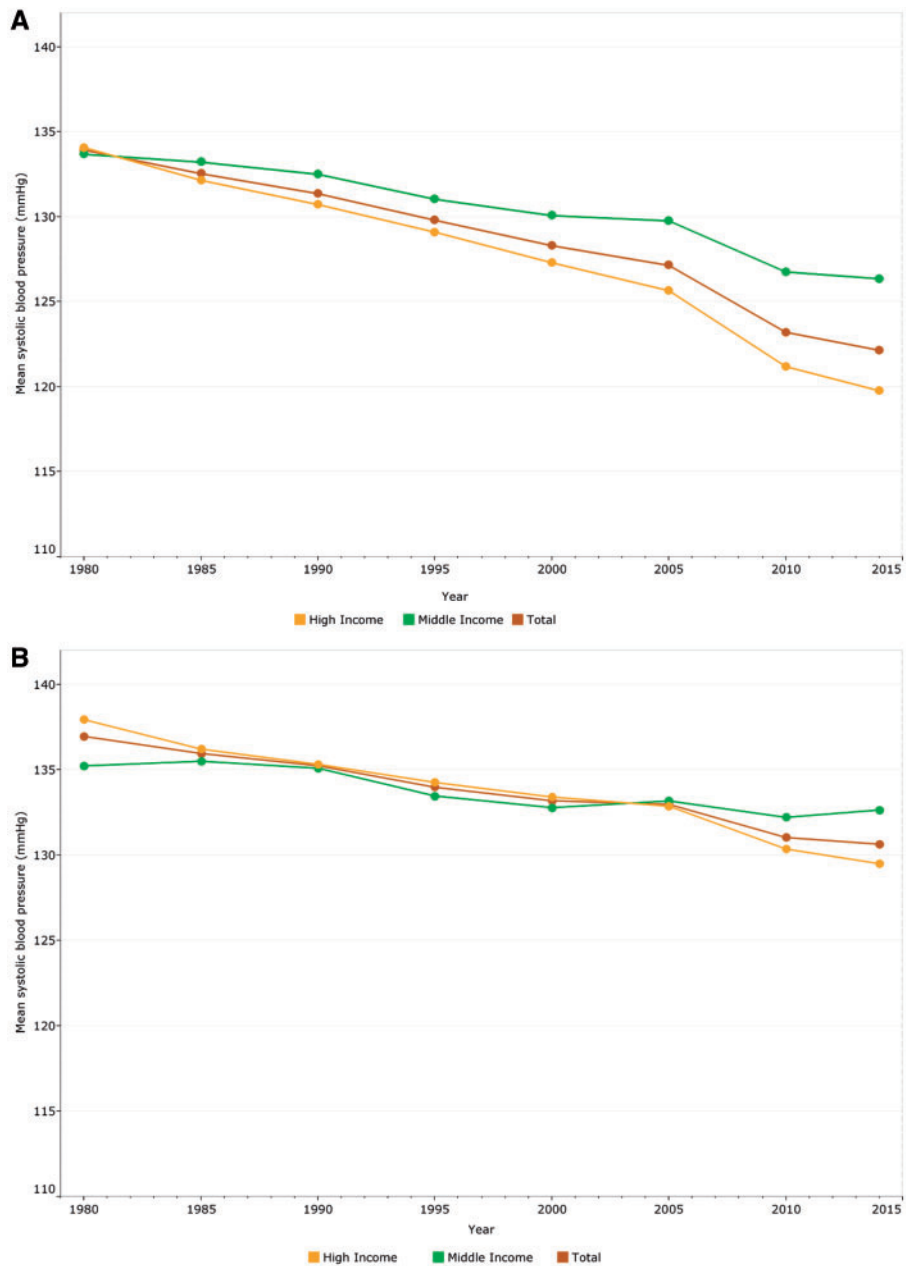 A
Mean systolic blood pressure (mmHg)
140
135
130
125
120
115
110
1980 1985 1990 1995 2000 2005 2010 2015
Year
High Income Middle Income Total
B
Mean systolic blood pressure (mmHg)
140
135
130
125
120
115
110
1980 1985 1990 1995 2000 2005 2010 2015
Year
High Income Middle Income Total